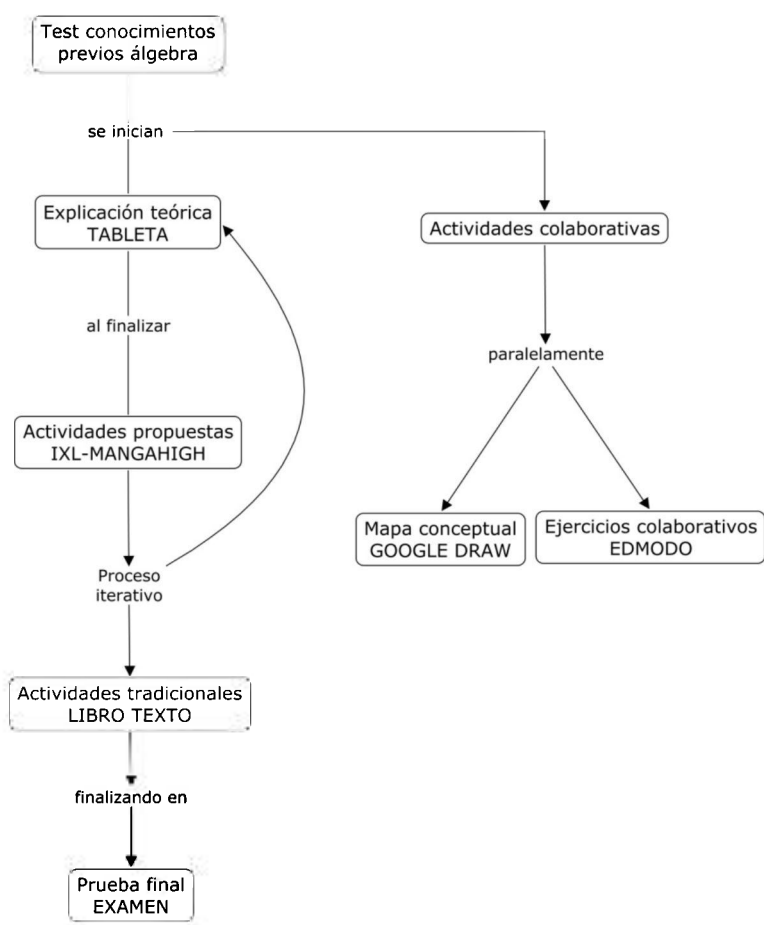 Test conocimientos
previos álgebra
se inician
Explicación teórica
TABLETA
Actividades colaborativas
al finalizar
paralelamente
Actividades propuestas
IXL-MANGAHIGH
Mapa conceptual
GOOGLE DRAW
Ejercicios colaborativos
EDMODO
Proceso
iterativo
Actividades tradicionales
LIBRO TEXTO
finalizando en
Prueba final
EXAMEN